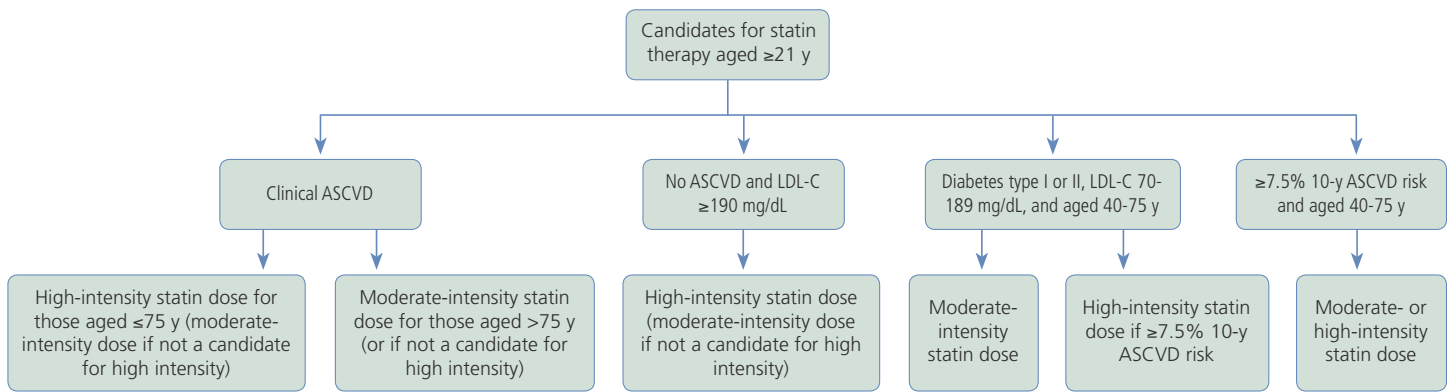 Candidates for statin
therapy aged ≥21 y
Clinical ASCVD
No ASCVD and LDL-C
≥190 mg/dL
Diabetes type I or II, LDL-C 70-
189 mg/dL, and aged 40-75 y
≥7.5% 10-y ASCVD risk
and aged 40-75 y
High-intensity statin dose for
those aged ≤75 y (moderate-
intensity dose if not a candidate
for high intensity)
Moderate-intensity statin
dose for those aged >75 y
(or if not a candidate for
high intensity)
High-intensity statin dose
(moderate-intensity dose
if not a candidate for high
intensity)
Moderate-
intensity
statin dose
High-intensity statin
dose if ≥7.5% 10-y
ASCVD risk
Moderate- or
high-intensity
statin dose